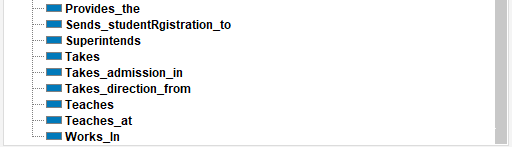 Provides_the
Sends_studentRgistration_to
Superintends
Takes
Takes_admission_in
Takes_direction_from
Teaches
Teaches_at
Works_In